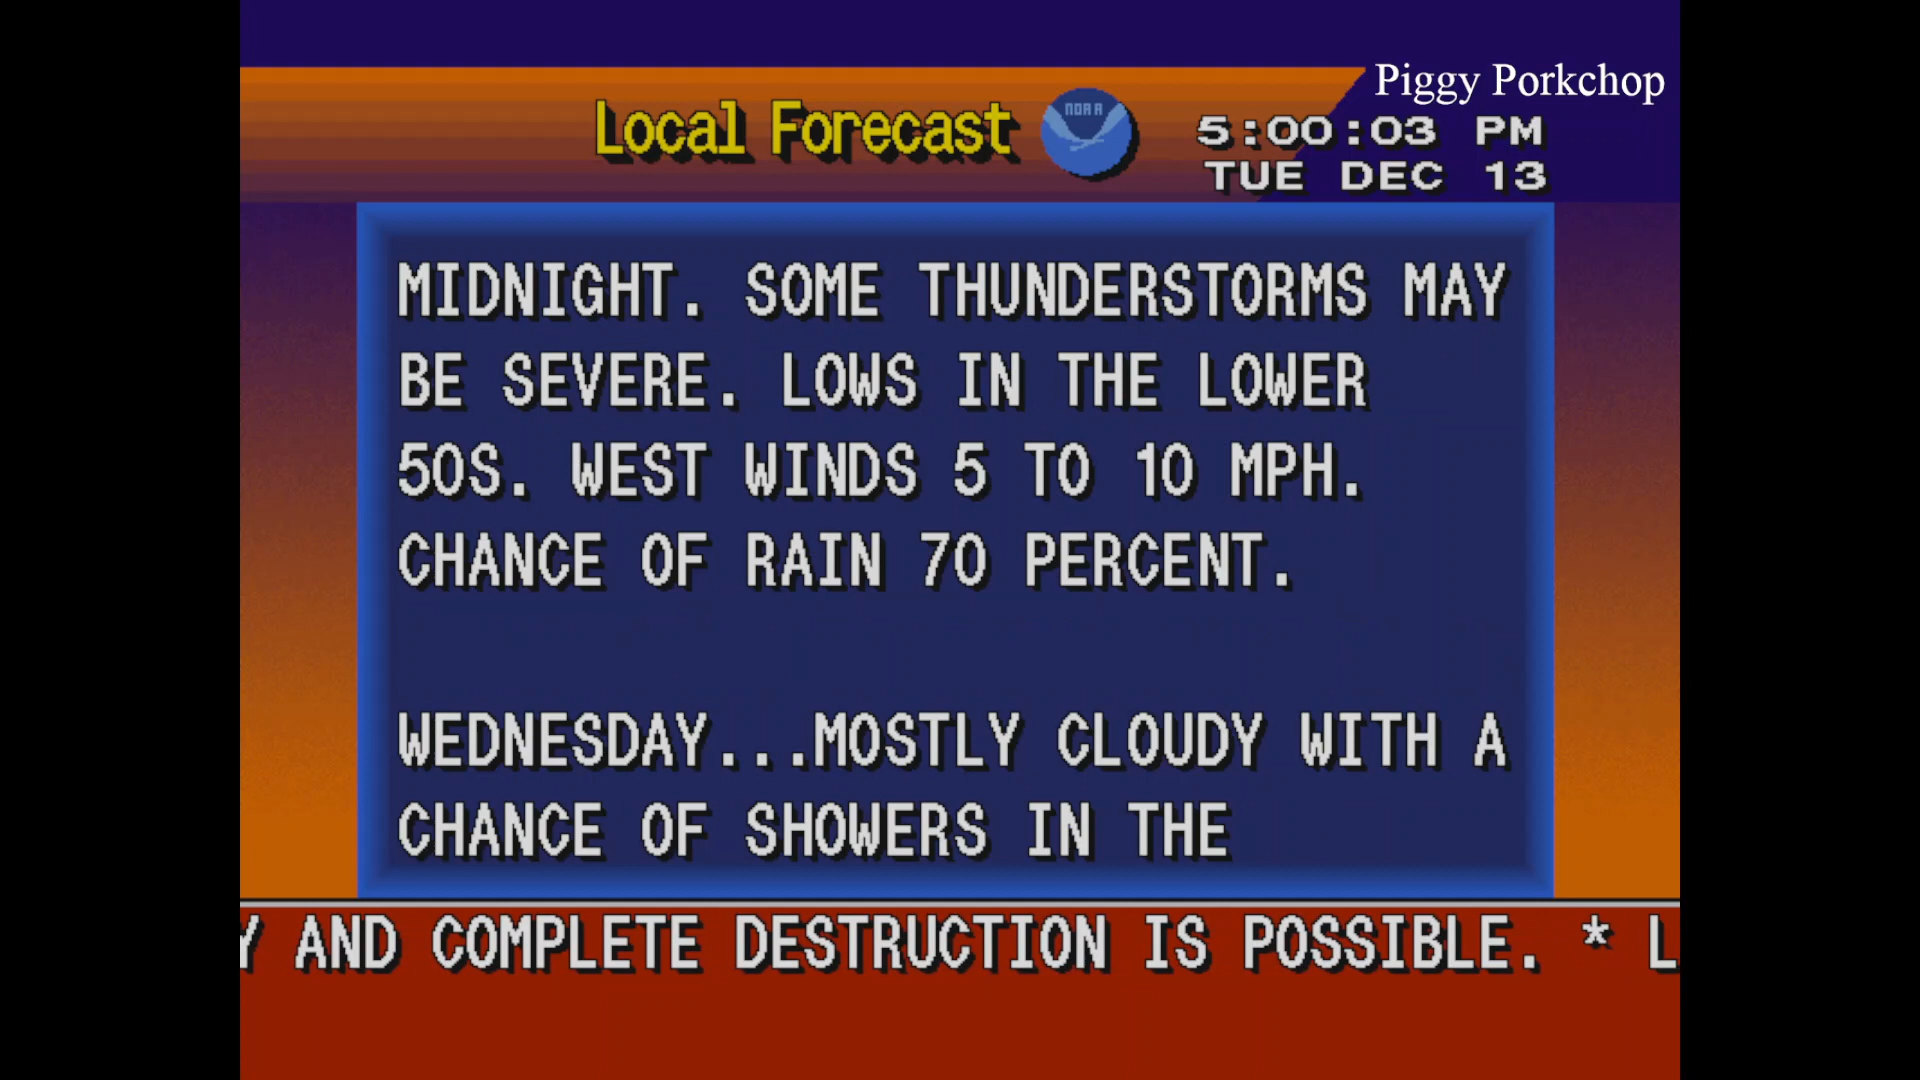 Piggy Porkchop
Local Forecast
NOAA
5:00:03 PM
TUE DEC 13
MIDNIGHT. SOME THUNDERSTORMS MAY
BE SEVERE. LOWS IN THE LOWER
50S. WEST WINDS 5 TO 10 MPH.
CHANCE OF RAIN 70 PERCENT.
WEDNESDAY...MOSTLY CLOUDY WITH A
CHANCE OF SHOWERS IN THE
Y AND COMPLETE DESTRUCTION IS POSSIBLE. * L